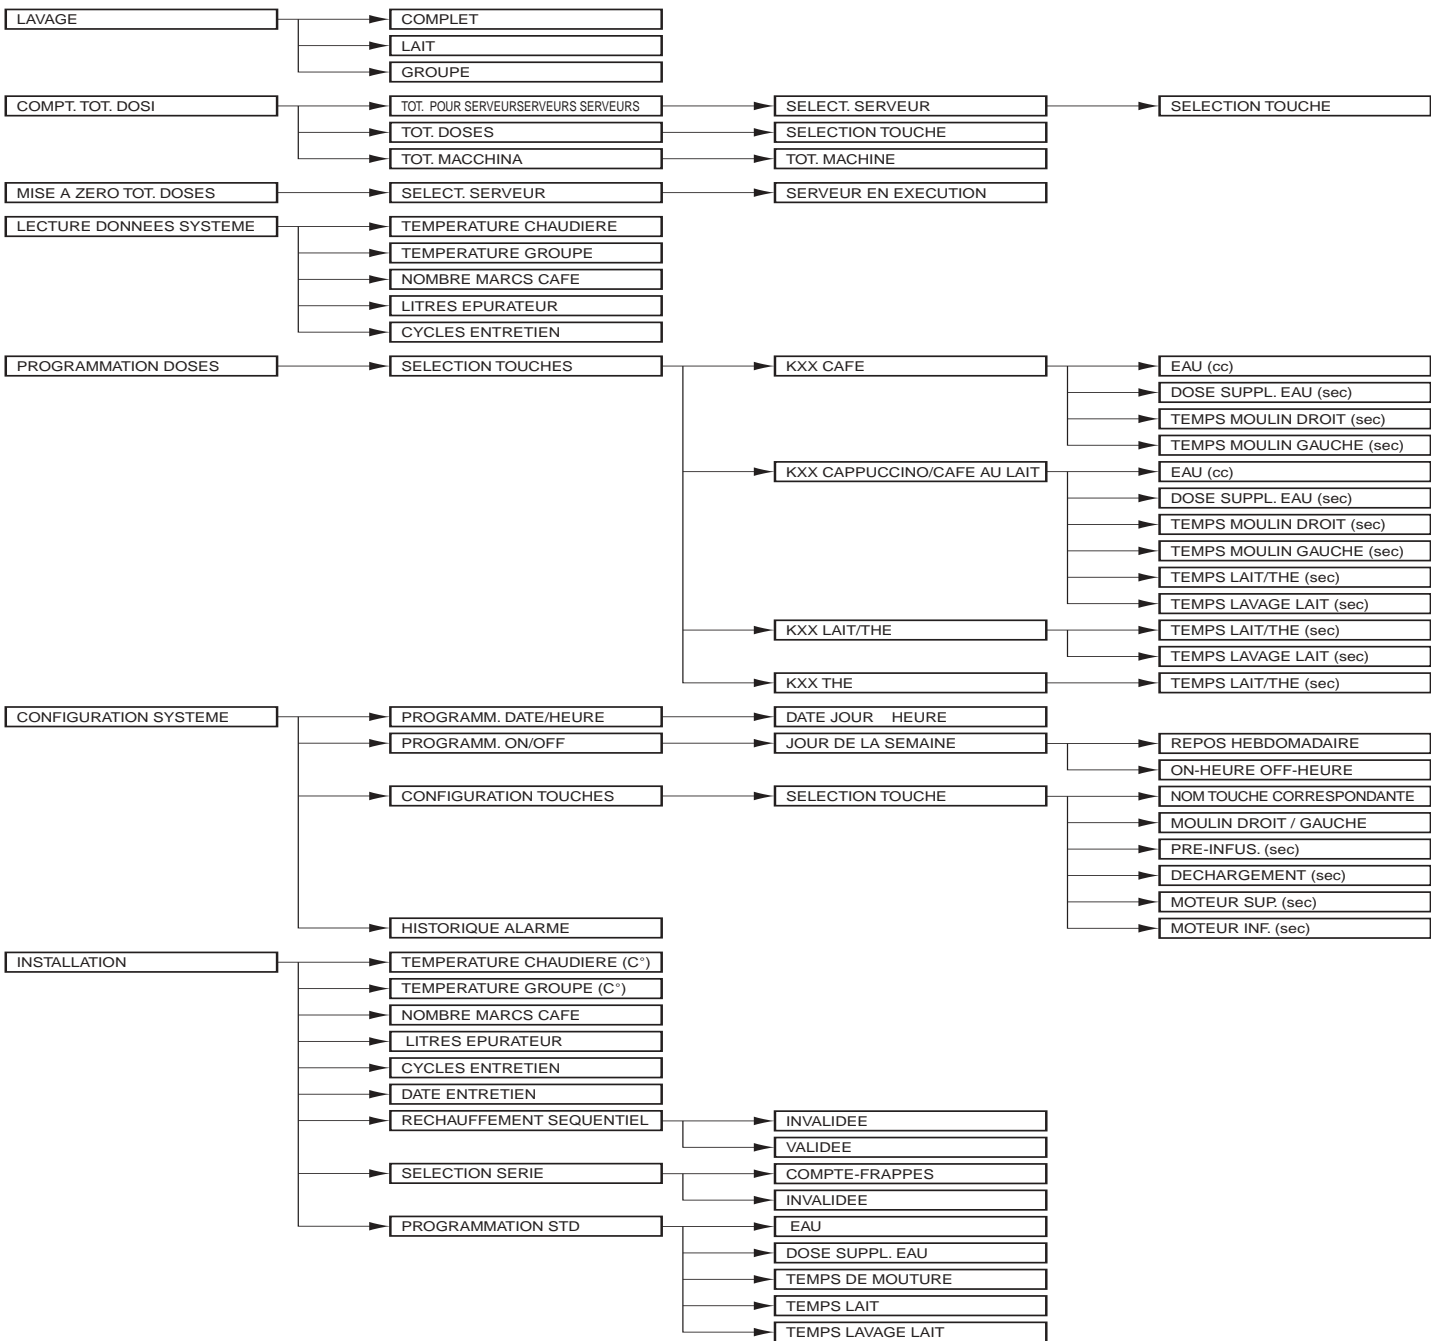 LAVAGE COMPLET
LAIT
GROUPE
COMPT. TOT. DOSI TOT. POUR SERVEURSERVEURS SERVEURS SELECT. SERVEUR SELECTION TOUCHE
TOT. DOSES SELECTION TOUCHE
TOT. MACCHINA TOT. MACHINE
MISE A ZERO TOT. DOSES SELECT. SERVEUR SERVEUR EN EXECUTION
LECTURE DONNEES SYSTEME TEMPERATURE CHAUDIERE
TEMPERATURE GROUPE
NOMBRE MARCS CAFE
LITRES EPURATEUR
CYCLES ENTRETIEN
PROGRAMMATION DOSES SELECTION TOUCHES KXX CAFE EAU (cc)
DOSE SUPPL. EAU (sec)
TEMPS MOULIN DROIT (sec)
TEMPS MOULIN GAUCHE (sec)
KXX CAPPUCCINO/CAFE AU LAIT EAU (cc)
DOSE SUPPL. EAU (sec)
TEMPS MOULIN DROIT (sec)
TEMPS MOULIN GAUCHE (sec)
TEMPS LAIT/THE (sec)
TEMPS LAVAGE LAIT (sec)
KXX LAIT/THE TEMPS LAIT/THE (sec)
TEMPS LAVAGE LAIT (sec)
KXX THE TEMPS LAIT/THE (sec)
CONFIGURATION SYSTEME PROGRAMM. DATE/HEURE DATE JOUR HEURE
PROGRAMM. ON/OFF JOUR DE LA SEMAINE REPOS HEBDOMADAIRE
ON-HEURE OFF-HEURE
CONFIGURATION TOUCHES SELECTION TOUCHE NOM TOUCHE CORRESPONDANTE
MOULIN DROIT / GAUCHE
PRE-INFUS. (sec)
DECHARGEMENT (sec)
MOTEUR SUP. (sec)
HISTORIQUE ALARME MOTEUR INF. (sec)
INSTALLATION TEMPERATURE CHAUDIERE (C°)
TEMPERATURE GROUPE (C°)
NOMBRE MARCS CAFE
LITRES EPURATEUR
CYCLES ENTRETIEN
DATE ENTRETIEN
RECHAUFFEMENT SEQUENTIEL INVALIDEE
VALIDEE
SELECTION SERIE COMPTE-FRAPPES
INVALIDEE
PROGRAMMATION STD EAU
DOSE SUPPL. EAU
TEMPS DE MOUTURE
TEMPS LAIT
TEMPS LAVAGE LAIT